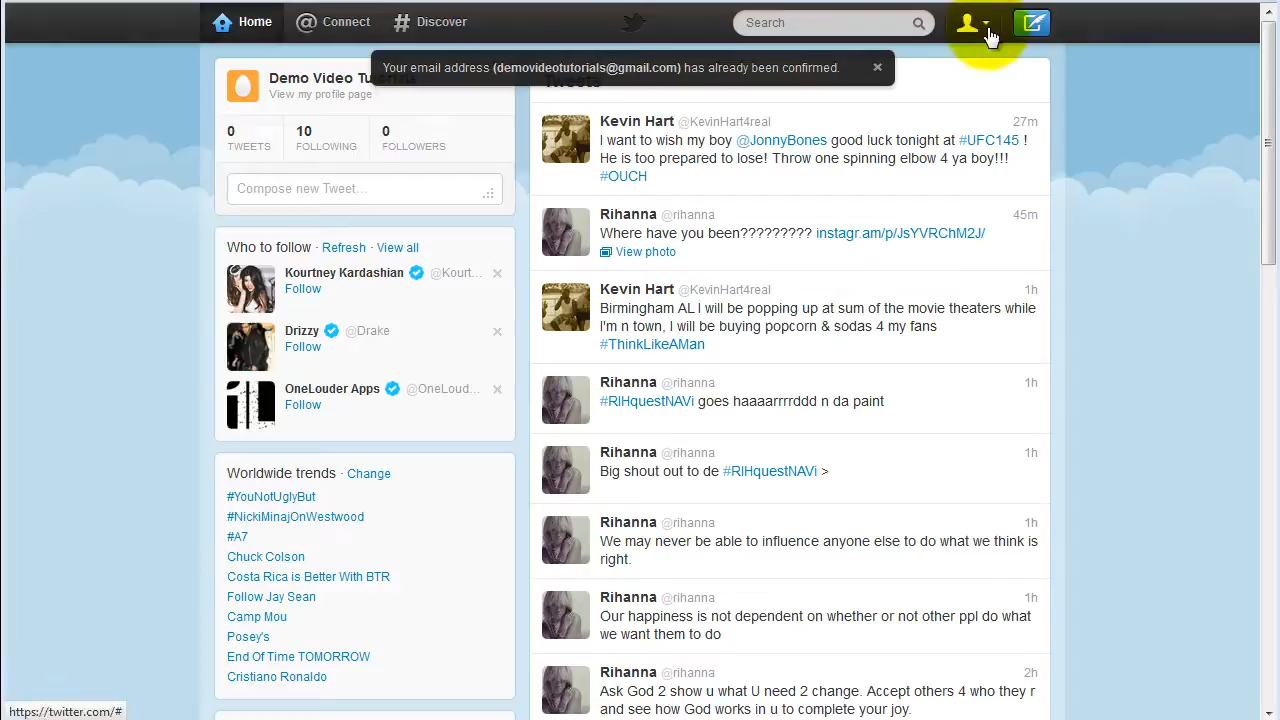 Home
Connect
Discover
Search
Your email address (demovideotutorials@gmail.com) has already been confirmed. ×
Demo Video
View my profile page
0
TWEETS
10
FOLLOWING
0
FOLLOWERS
Compose new Tweet...
Who to follow · Refresh · View all
Kourtney Kardashian @Kourt... ×
Follow
Drizzy @Drake ×
Follow
OneLouder Apps @OneLoud... ×
Follow
Worldwide trends · Change
#YouNotUglyBut
#NickiMinajOnWestwood
#A7
Chuck Colson
Costa Rica is Better With BTR
Follow Jay Sean
Camp Mou
Posey's
End Of Time TOMORROW
Cristiano Ronaldo
Tweets
Kevin Hart @KevinHart4real 27m
I want to wish my boy @JonnyBones good luck tonight at #UFC145 !
He is too prepared to lose! Throw one spinning elbow 4 ya boy!!!
#OUCH
Rihanna @rihanna 45m
Where have you been????????? instagr.am/p/JsYVRChM2J/
View photo
Kevin Hart @KevinHart4real 1h
Birmingham AL I will be popping up at sum of the movie theaters while
I'm n town, I will be buying popcorn & sodas 4 my fans
#ThinkLikeAMan
Rihanna @rihanna 1h
#RIHquestNAVi goes haaarrrrddd n da paint
Rihanna @rihanna 1h
Big shout out to de #RIHquestNAVi >
Rihanna @rihanna 1h
We may never be able to influence anyone else to do what we think is
right.
Rihanna @rihanna 1h
Our happiness is not dependent on whether or not other ppl do what
we want them to do
Rihanna @rihanna 2h
Ask God 2 show u what U need 2 change. Accept others 4 who they r
and see how God works in u to complete your joy.
https://twitter.com/#